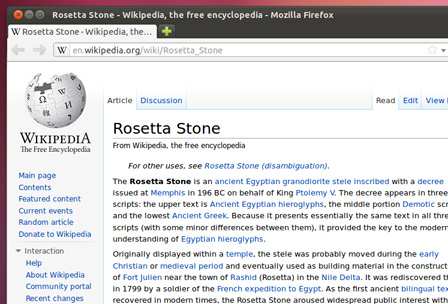 Rosetta Stone - Wikipedia, the free encyclopedia - Mozilla Firefox
W Rosetta Stone - Wikipedia, the...
W en.wikipedia.org/wiki/Rosetta_Stone
WIKIPEDIA
The Free Encyclopedia
Main page
Contents
Featured content
Current events
Random article
Donate to Wikipedia
Interaction
Help
About Wikipedia
Community portal
Recent changes
Article Discussion Read Edit View
Rosetta Stone
From Wikipedia, the free encyclopedia
For other uses, see Rosetta Stone (disambiguation).
The Rosetta Stone is an ancient Egyptian granodiorite stele inscribed with a decree
issued at Memphis in 196 BC on behalf of King Ptolemy V. The decree appears in three
scripts: the upper text is Ancient Egyptian hieroglyphs, the middle portion Demotic
and the lowest Ancient Greek. Because it presents essentially the same text in all
scripts (with some minor differences between them), it provided the key to the modern
understanding of Egyptian hieroglyphs.
Originally displayed within a temple, the stele was probably moved during the early
Christian or medieval period and eventually used as building material in the
of Fort Julien near the town of Rashid (Rosetta) in the Nile Delta. It was rediscovered
in 1799 by a soldier of the French expedition to Egypt. As the first ancient bilingual
recovered in modern times, the Rosetta Stone aroused widespread public interest